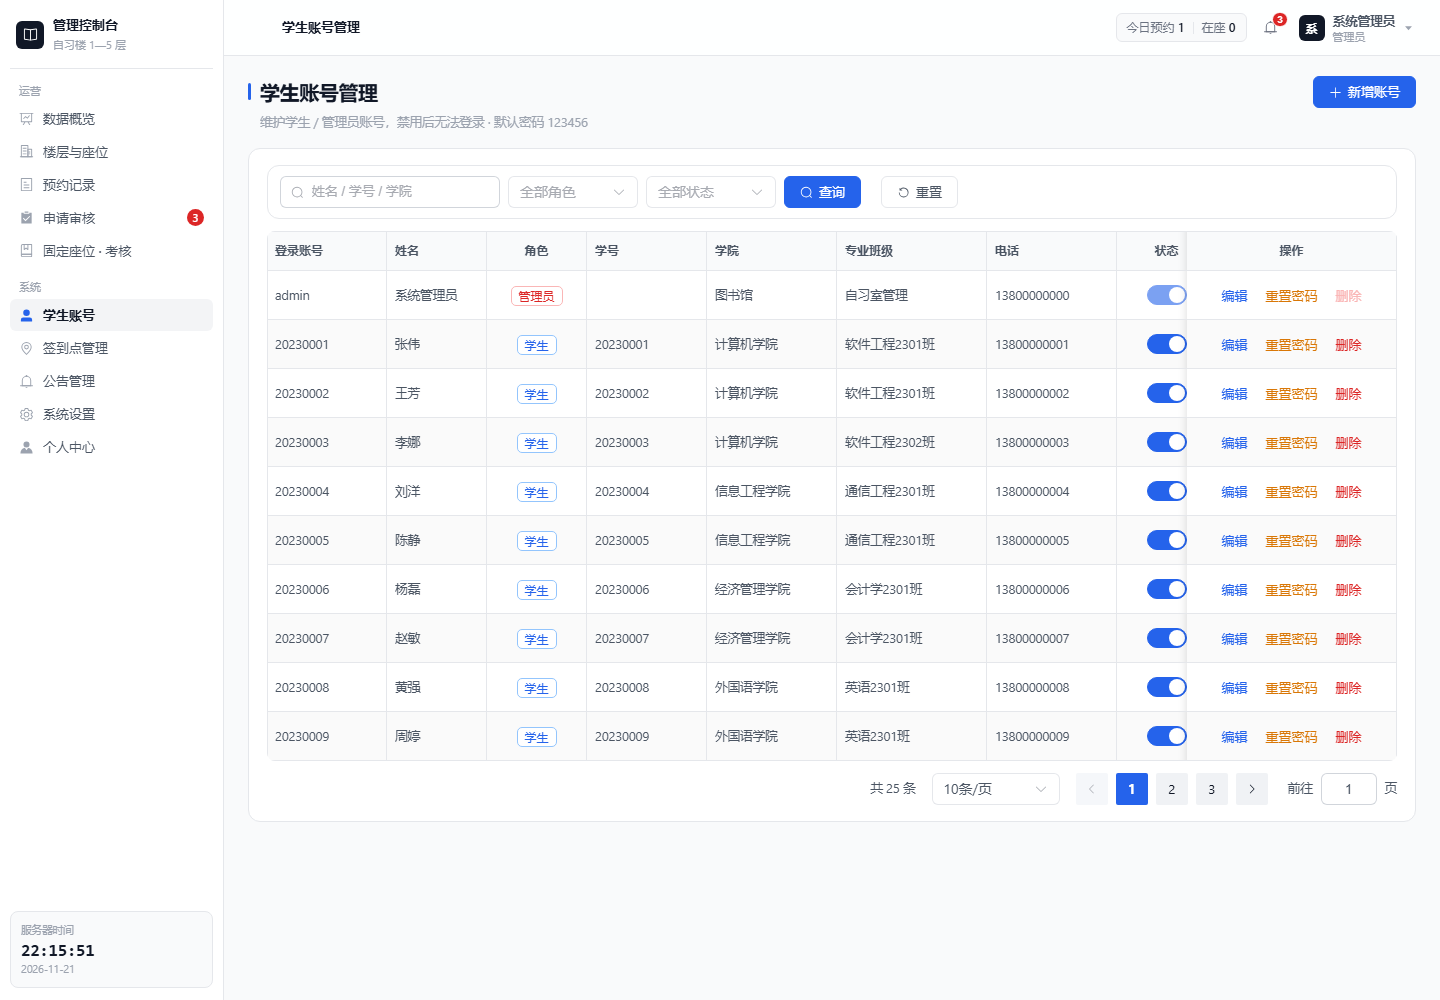 管理控制台
自习楼 1—5 层
运营
数据概览
楼层与座位
预约记录
申请审核 3
固定座位 · 考核
系统
学生账号
签到点管理
公告管理
系统设置
个人中心
服务器时间
22:15:51
2026-11-21
学生账号管理
今日预约 1 在座 0
3
系
系统管理员
管理员
学生账号管理
维护学生 / 管理员账号，禁用后无法登录 · 默认密码 123456
新增账号
姓名 / 学号 / 学院 全部角色 全部状态 查询 重置
登录账号 姓名 角色 学号 学院 专业班级 电话 状态 操作
admin 系统管理员 管理员 图书馆 自习室管理 13800000000 编辑 重置密码 删除
20230001 张伟 学生 20230001 计算机学院 软件工程2301班 13800000001 编辑 重置密码 删除
20230002 王芳 学生 20230002 计算机学院 软件工程2301班 13800000002 编辑 重置密码 删除
20230003 李娜 学生 20230003 计算机学院 软件工程2302班 13800000003 编辑 重置密码 删除
20230004 刘洋 学生 20230004 信息工程学院 通信工程2301班 13800000004 编辑 重置密码 删除
20230005 陈静 学生 20230005 信息工程学院 通信工程2301班 13800000005 编辑 重置密码 删除
20230006 杨磊 学生 20230006 经济管理学院 会计学2301班 13800000006 编辑 重置密码 删除
20230007 赵敏 学生 20230007 经济管理学院 会计学2301班 13800000007 编辑 重置密码 删除
20230008 黄强 学生 20230008 外国语学院 英语2301班 13800000008 编辑 重置密码 删除
20230009 周婷 学生 20230009 外国语学院 英语2301班 13800000009 编辑 重置密码 删除
共 25 条 10条/页 1 2 3 前往 1 页